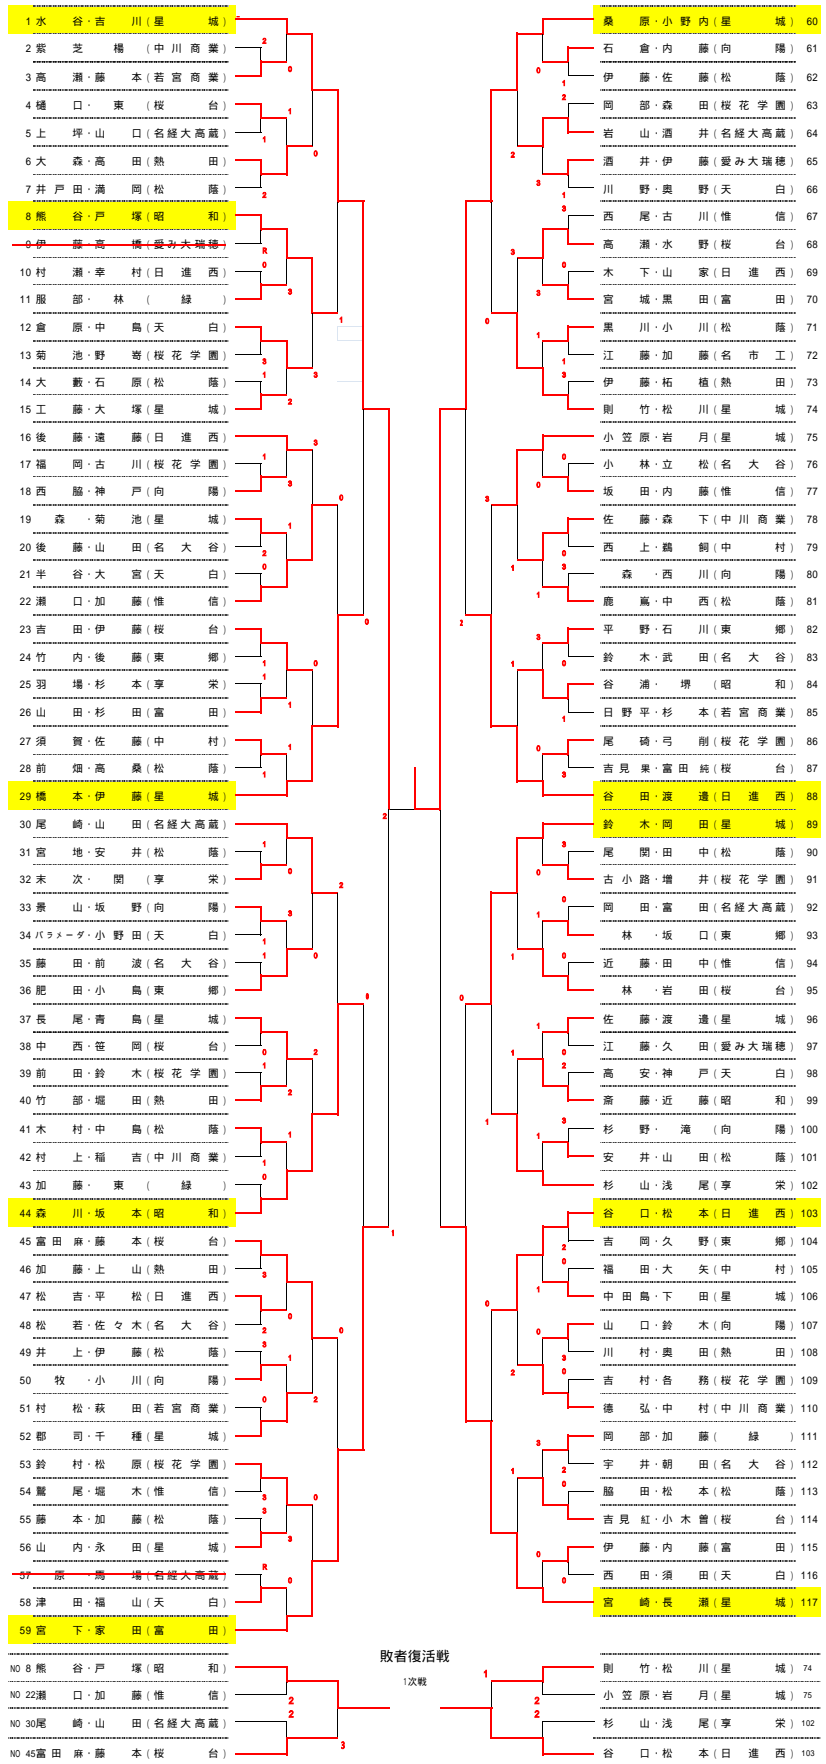 1 水谷・吉川(星城)
2 紫芝楊(中川商業)
3 高瀬・藤本(若宮商業)
4 樋口・東(桜台)
5 上坪・山口(名経大高蔵)
6 大森・高田(熱田)
7 井戸田・満岡(松蔭)
8 熊谷・戸塚(昭和)
9 伊藤・高橋(愛み大瑞穂)
10 村瀬・幸村(日進西)
11 服部・林(緑)
12 倉原・中島(天白)
13 菊池・野嵜(桜花学園)
14 大藪・石原(松蔭)
15 工藤・大塚(星城)
16 後藤・遠藤(日進西)
17 福岡・古川(桜花学園)
18 西脇・神戸(向陽)
19 森・菊池(星城)
20 後藤・山田(名大谷)
21 半谷・大宮(天白)
22 瀬口・加藤(惟信)
23 吉田・伊藤(桜台)
24 竹内・後藤(東郷)
25 羽場・杉本(享栄)
26 山田・杉田(富田)
27 須賀・佐藤(中村)
28 前畑・高桑(松蔭)
29 橋本・伊藤(星城)
30 尾崎・山田(名経大高蔵)
31 宮地・安井(松蔭)
32 末次・関(享栄)
33 景山・坂野(向陽)
34 パラメーダ・小野田(天白)
35 藤田・前波(名大谷)
36 肥田・小島(東郷)
37 長尾・青島(星城)
38 中西・笹岡(桜台)
39 前田・鈴木(桜花学園)
40 竹部・堀田(熱田)
41 木村・中島(松蔭)
42 村上・稲吉(中川商業)
43 加藤・東(緑)
44 森川・坂本(昭和)
45 富田麻・藤本(桜台)
46 加藤・上山(熱田)
47 松吉・平松(日進西)
48 松若・佐々木(名大谷)
49 井上・伊藤(松蔭)
50 牧・小川(向陽)
51 村松・萩田(若宮商業)
52 郡司・千種(星城)
53 鈴村・松原(桜花学園)
54 鷲尾・堀木(惟信)
55 藤本・加藤(松蔭)
56 山内・永田(星城)
57 原・馬場(名経大高蔵)
58 津田・福山(天白)
59 宮下・家田(富田)
桑原・小野内(星城) 60
石倉・内藤(向陽) 61
伊藤・佐藤(松蔭) 62
岡部・森田(桜花学園) 63
岩山・酒井(名経大高蔵) 64
酒井・伊藤(愛み大瑞穂) 65
川野・奥野(天白) 66
西尾・古川(惟信) 67
高瀬・水野(桜台) 68
木下・山家(日進西) 69
宮城・黒田(富田) 70
黒川・小川(松蔭) 71
江藤・加藤(名市工) 72
伊藤・柘植(熱田) 73
則竹・松川(星城) 74
小笠原・岩月(星城) 75
小林・立松(名大谷) 76
坂田・内藤(惟信) 77
佐藤・森下(中川商業) 78
西上・鵜飼(中村) 79
森・西川(向陽) 80
鹿嶌・中西(松蔭) 81
平野・石川(東郷) 82
鈴木・武田(名大谷) 83
谷浦・堺(昭和) 84
日野平・杉本(若宮商業) 85
尾碕・弓削(桜花学園) 86
吉見果・富田純(桜台) 87
谷田・渡邉(日進西) 88
鈴木・岡田(星城) 89
尾関・田中(松蔭) 90
古小路・増井(桜花学園) 91
岡田・富田(名経大高蔵) 92
林・坂口(東郷) 93
近藤・田中(惟信) 94
林・岩田(桜台) 95
佐藤・渡邉(星城) 96
江藤・久田(愛み大瑞穂) 97
高安・神戸(天白) 98
斎藤・近藤(昭和) 99
杉野・滝(向陽) 100
安井・山田(松蔭) 101
杉山・浅尾(享栄) 102
谷口・松本(日進西) 103
吉岡・久野(東郷) 104
福田・大矢(中村) 105
中田島・下田(星城) 106
山口・鈴木(向陽) 107
川村・奥田(熱田) 108
吉村・各務(桜花学園) 109
徳弘・中村(中川商業) 110
岡部・加藤(緑) 111
宇井・朝田(名大谷) 112
脇田・松本(松蔭) 113
吉見紅・小木曽(桜台) 114
伊藤・内藤(富田) 115
西田・須田(天白) 116
宮崎・長瀬(星城) 117
敗者復活戦
1次戦
NO 8 熊谷・戸塚(昭和)
NO 22 瀬口・加藤(惟信)
NO 30 尾崎・山田(名経大高蔵)
NO 45 富田麻・藤本(桜台)
則竹・松川(星城) 74
小笠原・岩月(星城) 75
杉山・浅尾(享栄) 102
谷口・松本(日進西) 103